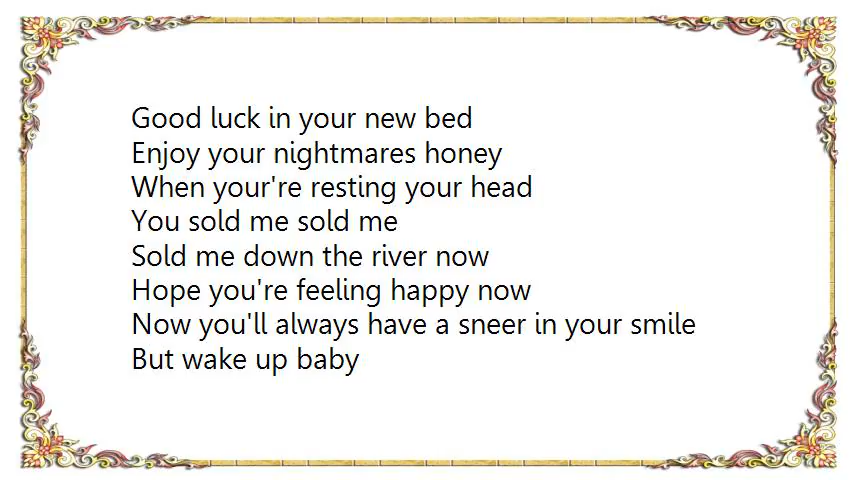 Good luck in your new bed
Enjoy your nightmares honey
When your're resting your head
You sold me sold me
Sold me down the river now
Hope you're feeling happy now
Now you'll always have a sneer in your smile
But wake up baby